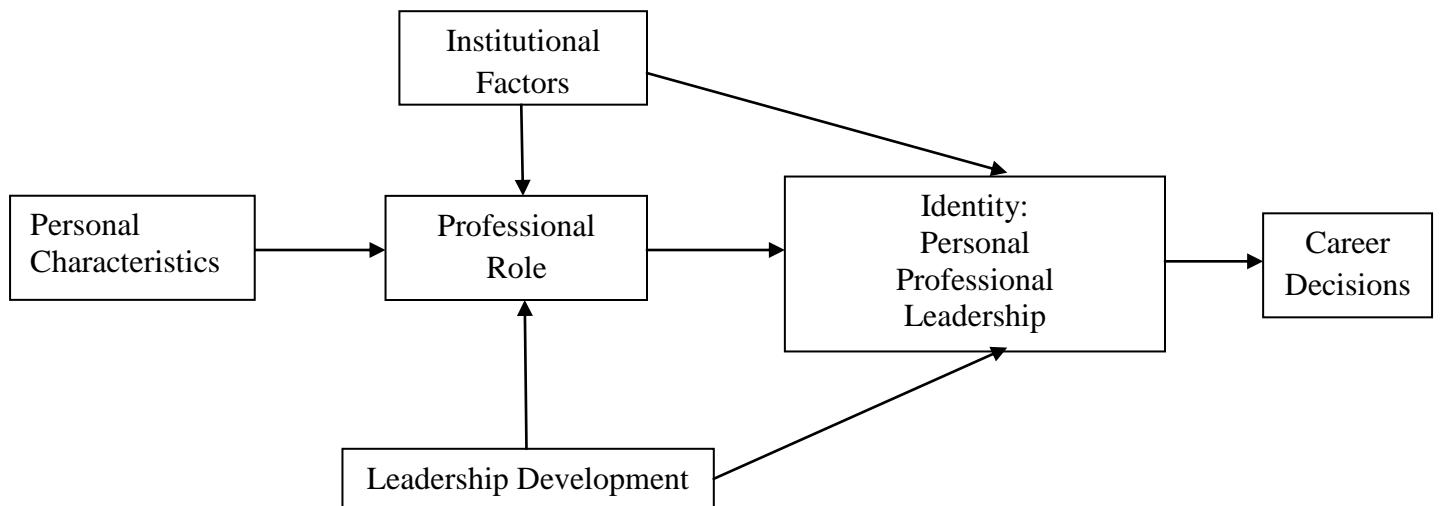 Institutional
Factors
Personal
Characteristics
Professional
Role
Identity:
Personal
Professional
Leadership
Career
Decisions
Leadership Development